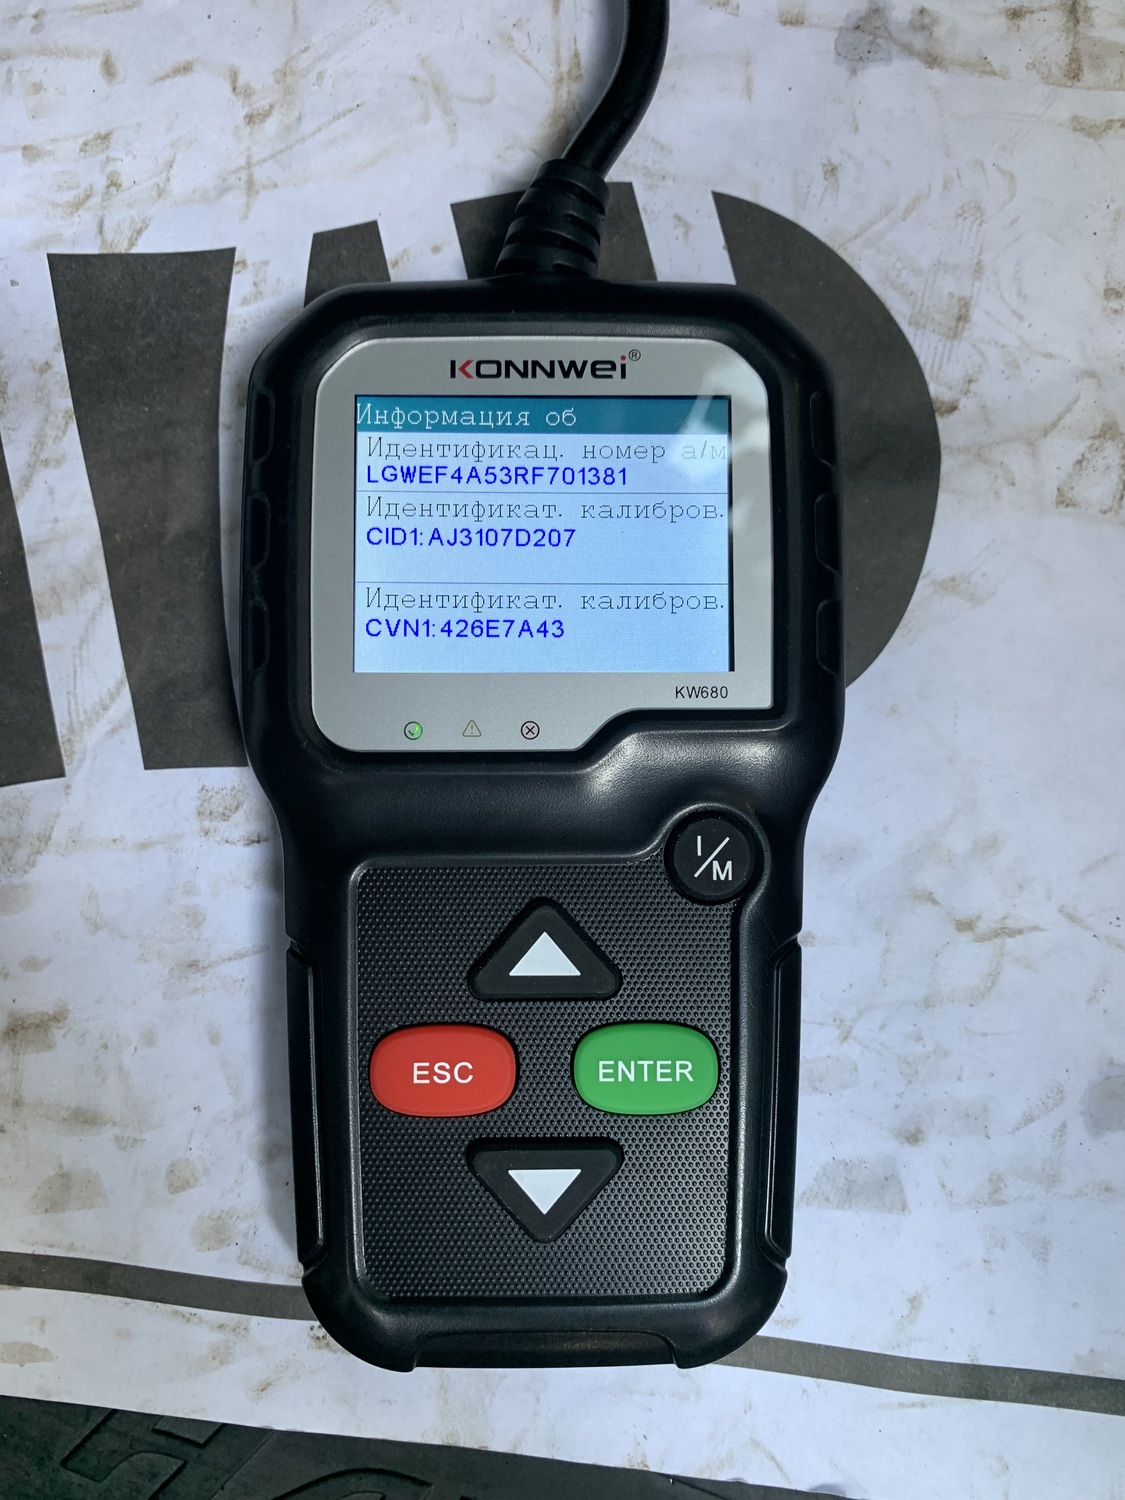 KONNWEI®
Информация об
Идентификац. номер а/м
LGWEF4A53RF701381
Идентификат. калибров.
CID1:AJ3107D207
Идентификат. калибров.
CVN1:426E7A43
KW680
I/M
ESC
ENTER